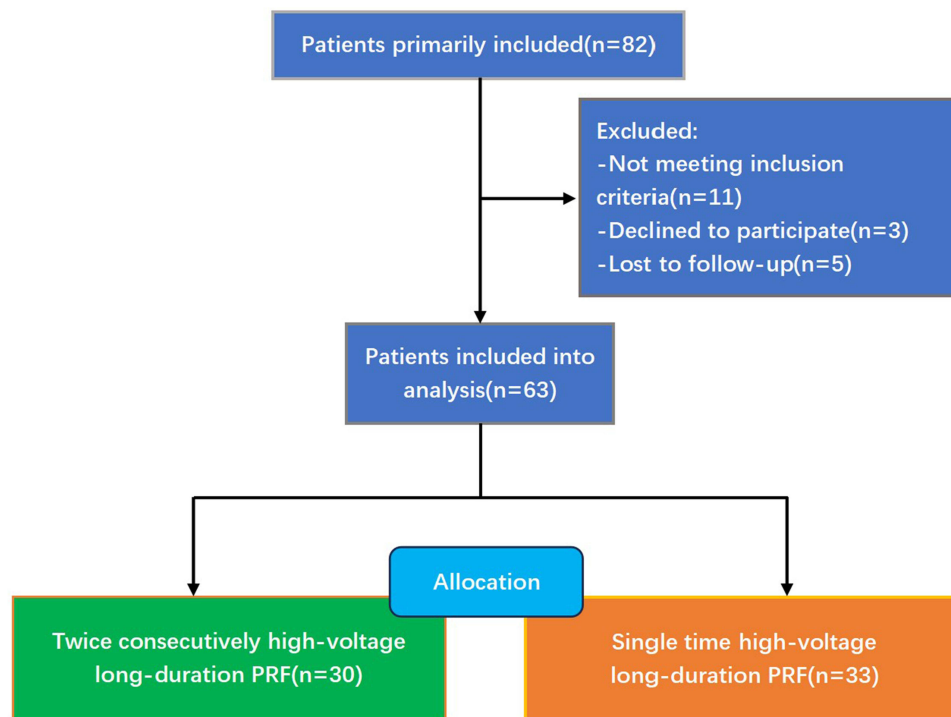 Patients primarily included(n=82)
Excluded:
-Not meeting inclusion
criteria(n=11)
-Declined to participate(n=3)
-Lost to follow-up(n=5)
Patients included into
analysis(n=63)
Allocation
Twice consecutively high-voltage
long-duration PRF(n=30)
Single time high-voltage
long-duration PRF(n=33)